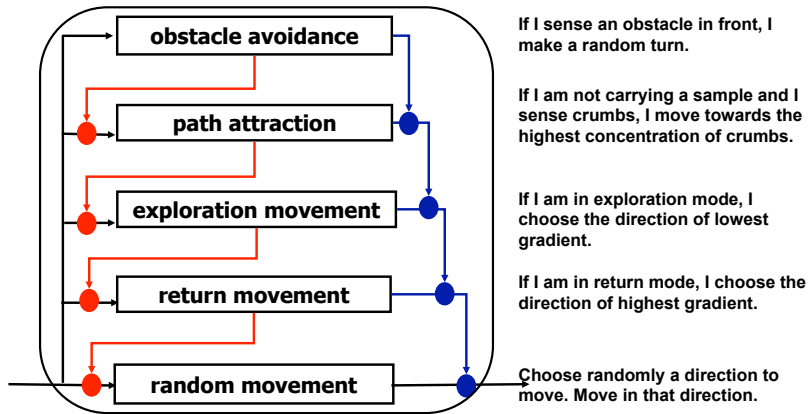 obstacle avoidance
If I sense an obstacle in front, I
make a random turn.
path attraction
If I am not carrying a sample and I
sense crumbs, I move towards the
highest concentration of crumbs.
exploration movement
If I am in exploration mode, I
choose the direction of lowest
gradient.
return movement
If I am in return mode, I choose the
direction of highest gradient.
random movement
Choose randomly a direction to
move. Move in that direction.